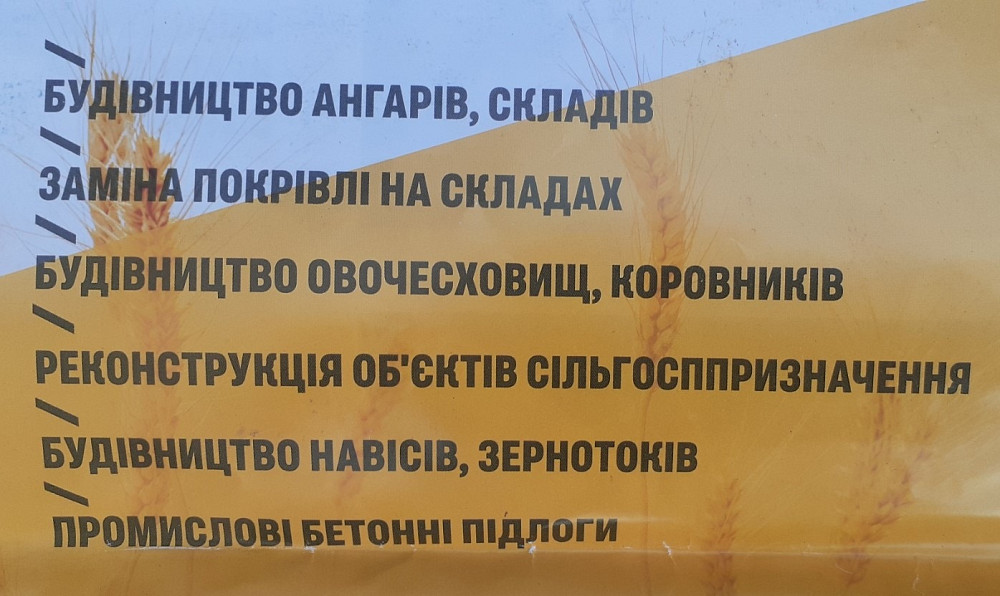 БУДІВНИЦТВО АНГАРІВ, СКЛАДІВ
ЗАМІНА ПОКРІВЛІ НА СКЛАДАХ
БУДІВНИЦТВО ОВОЧЕСХОВИЩ, КОРОВНИКІВ
РЕКОНСТРУКЦІЯ ОБ'ЄКТІВ СІЛЬГОСППРИЗНАЧЕННЯ
БУДІВНИЦТВО НАВІСІВ, ЗЕРНОТОКІВ
ПРОМИСЛОВІ БЕТОННІ ПІДЛОГИ